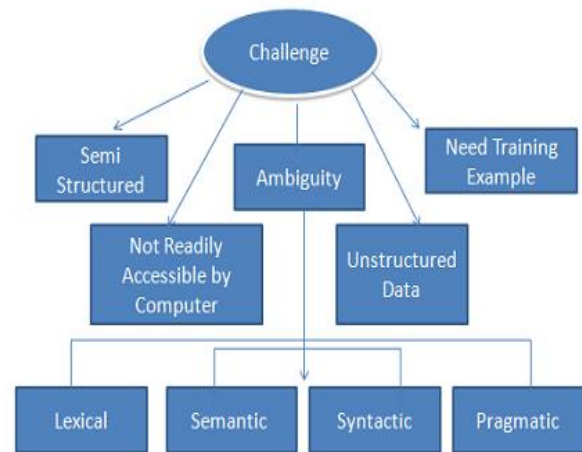 Challenge
Semi
Structured
Not Readily
Accessible by
Computer
Ambiguity
Unstructured
Data
Need Training
Example
Lexical
Semantic
Syntactic
Pragmatic